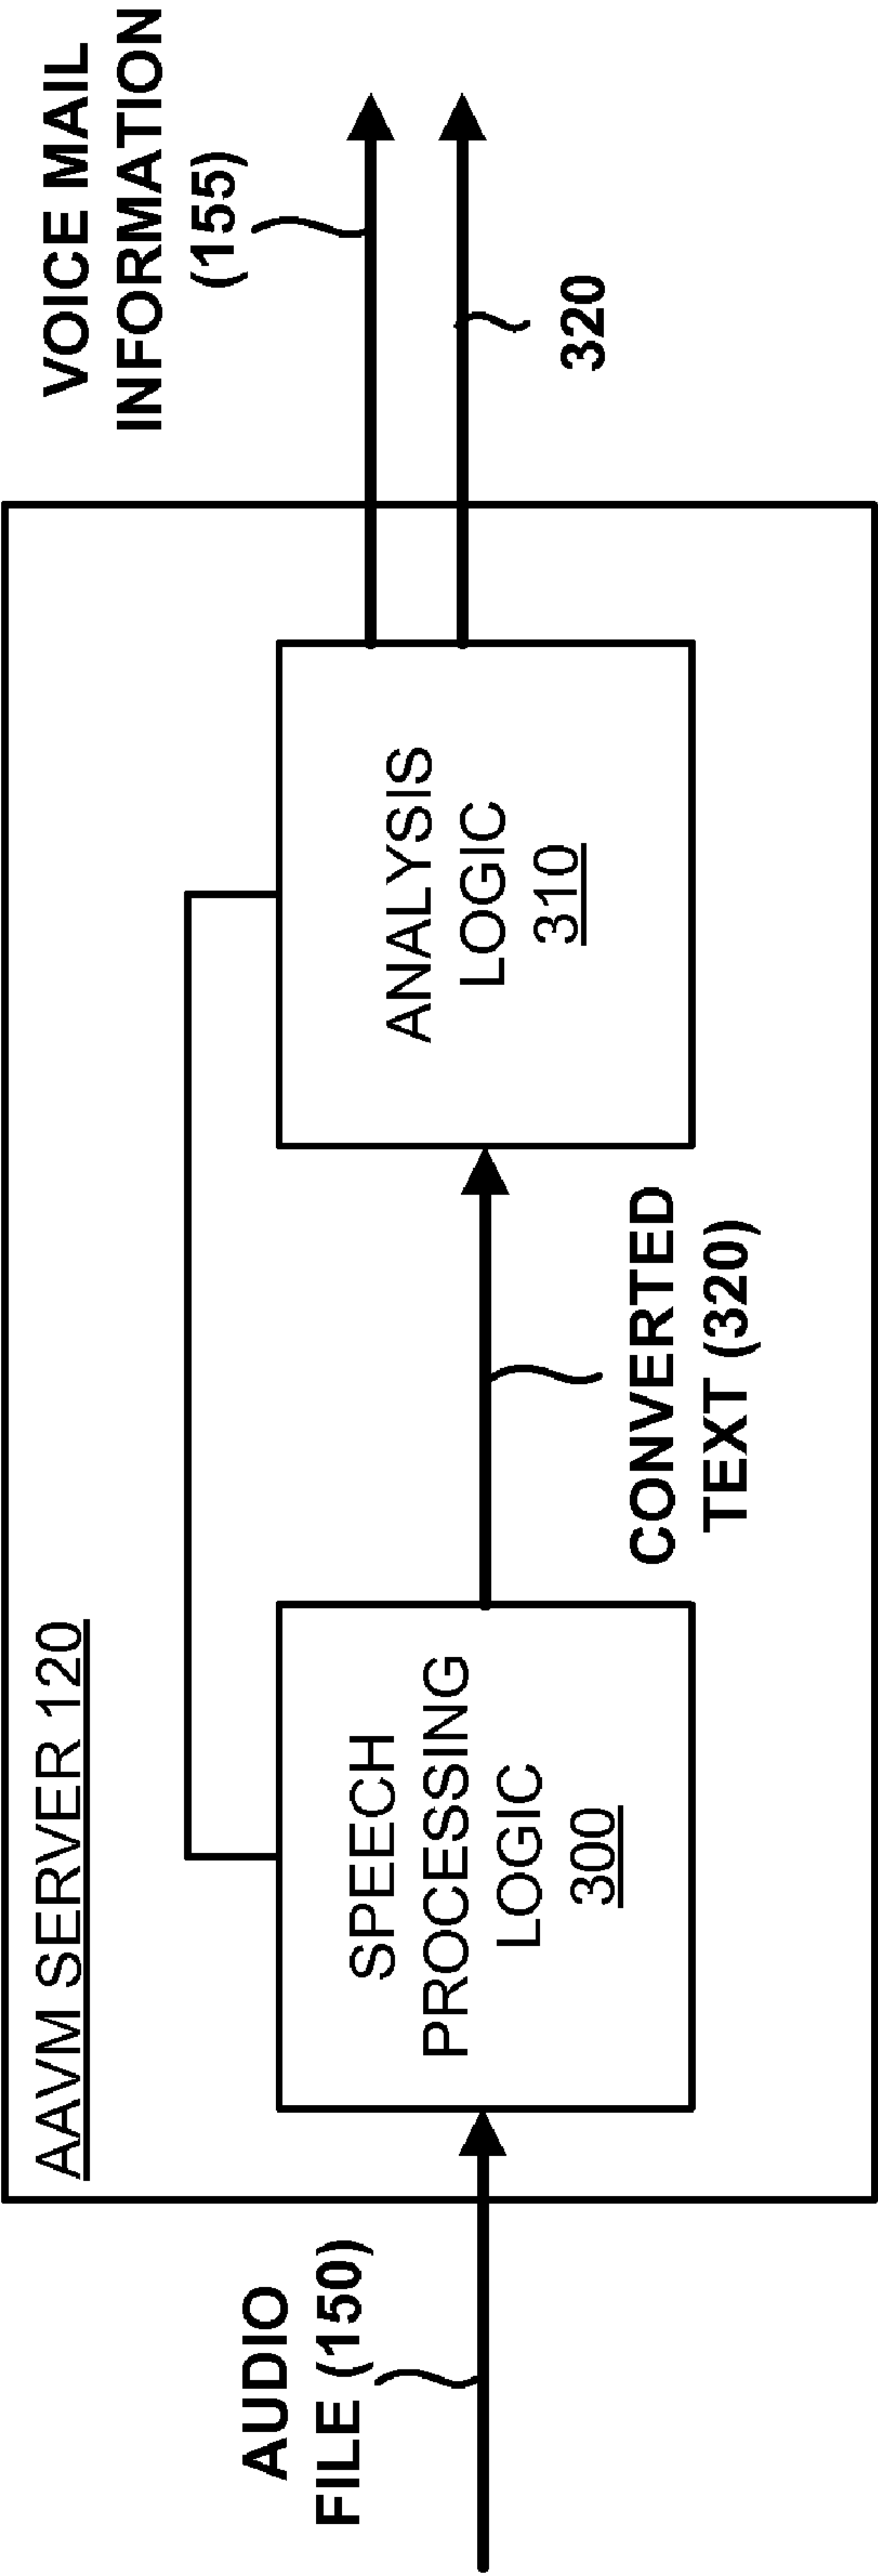 AAVM SERVER 120
AUDIO
FILE (150)
SPEECH
PROCESSING
LOGIC
300
CONVERTED
TEXT (320)
ANALYSIS
LOGIC
310
VOICE MAIL
INFORMATION
(155)
320